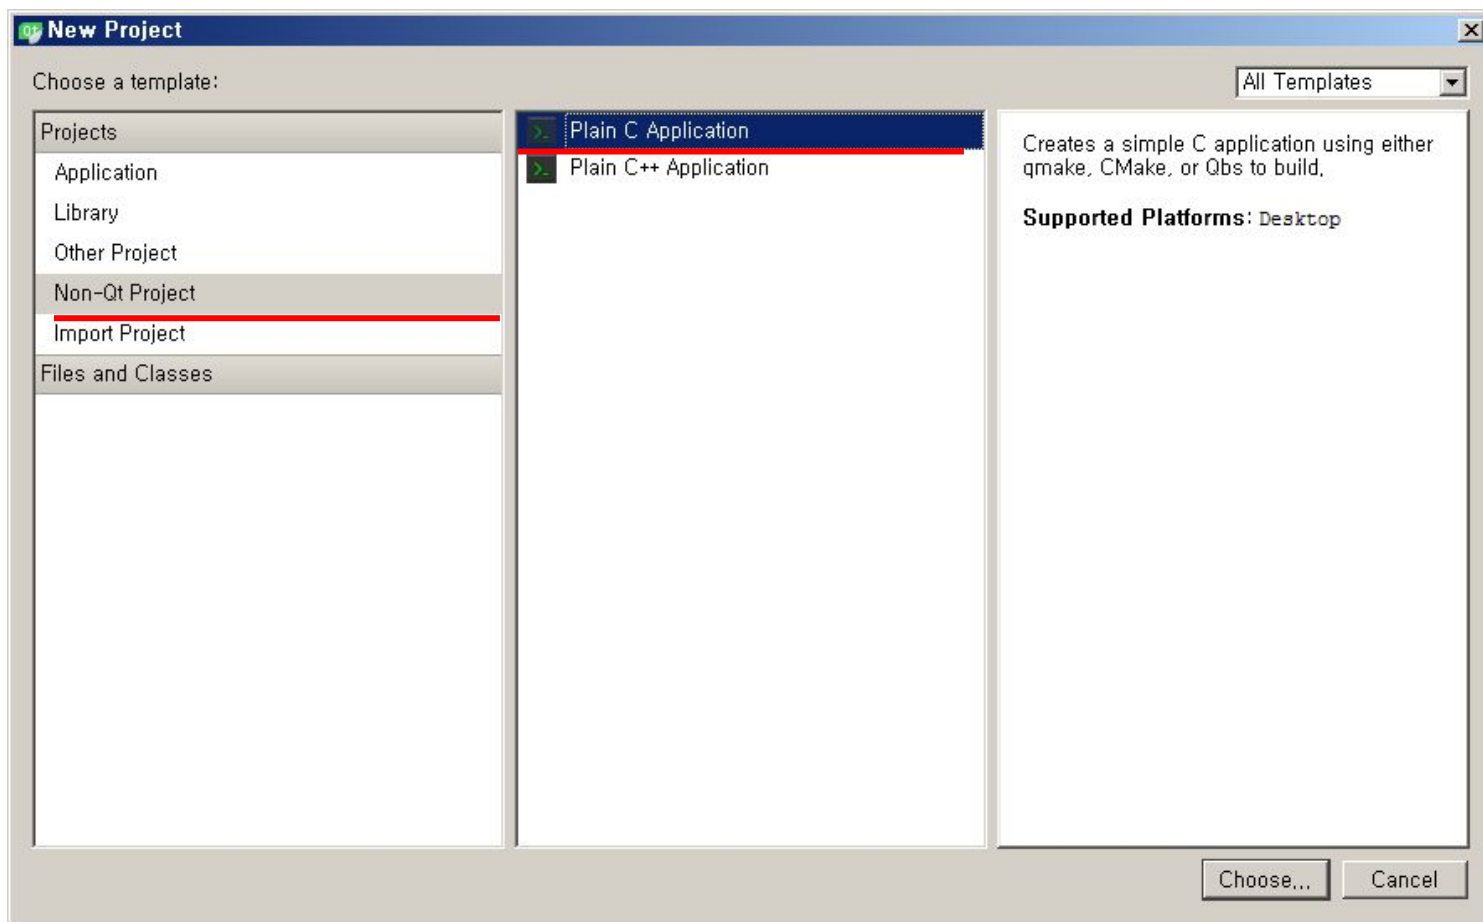 New Project
Choose a template:
All Templates
Projects
Application
Library
Other Project
Non-Qt Project
Import Project
Files and Classes
Plain C Application
Plain C++ Application
Creates a simple C application using either
qmake, CMake, or Qbs to build.
Supported Platforms: Desktop
Choose...
Cancel